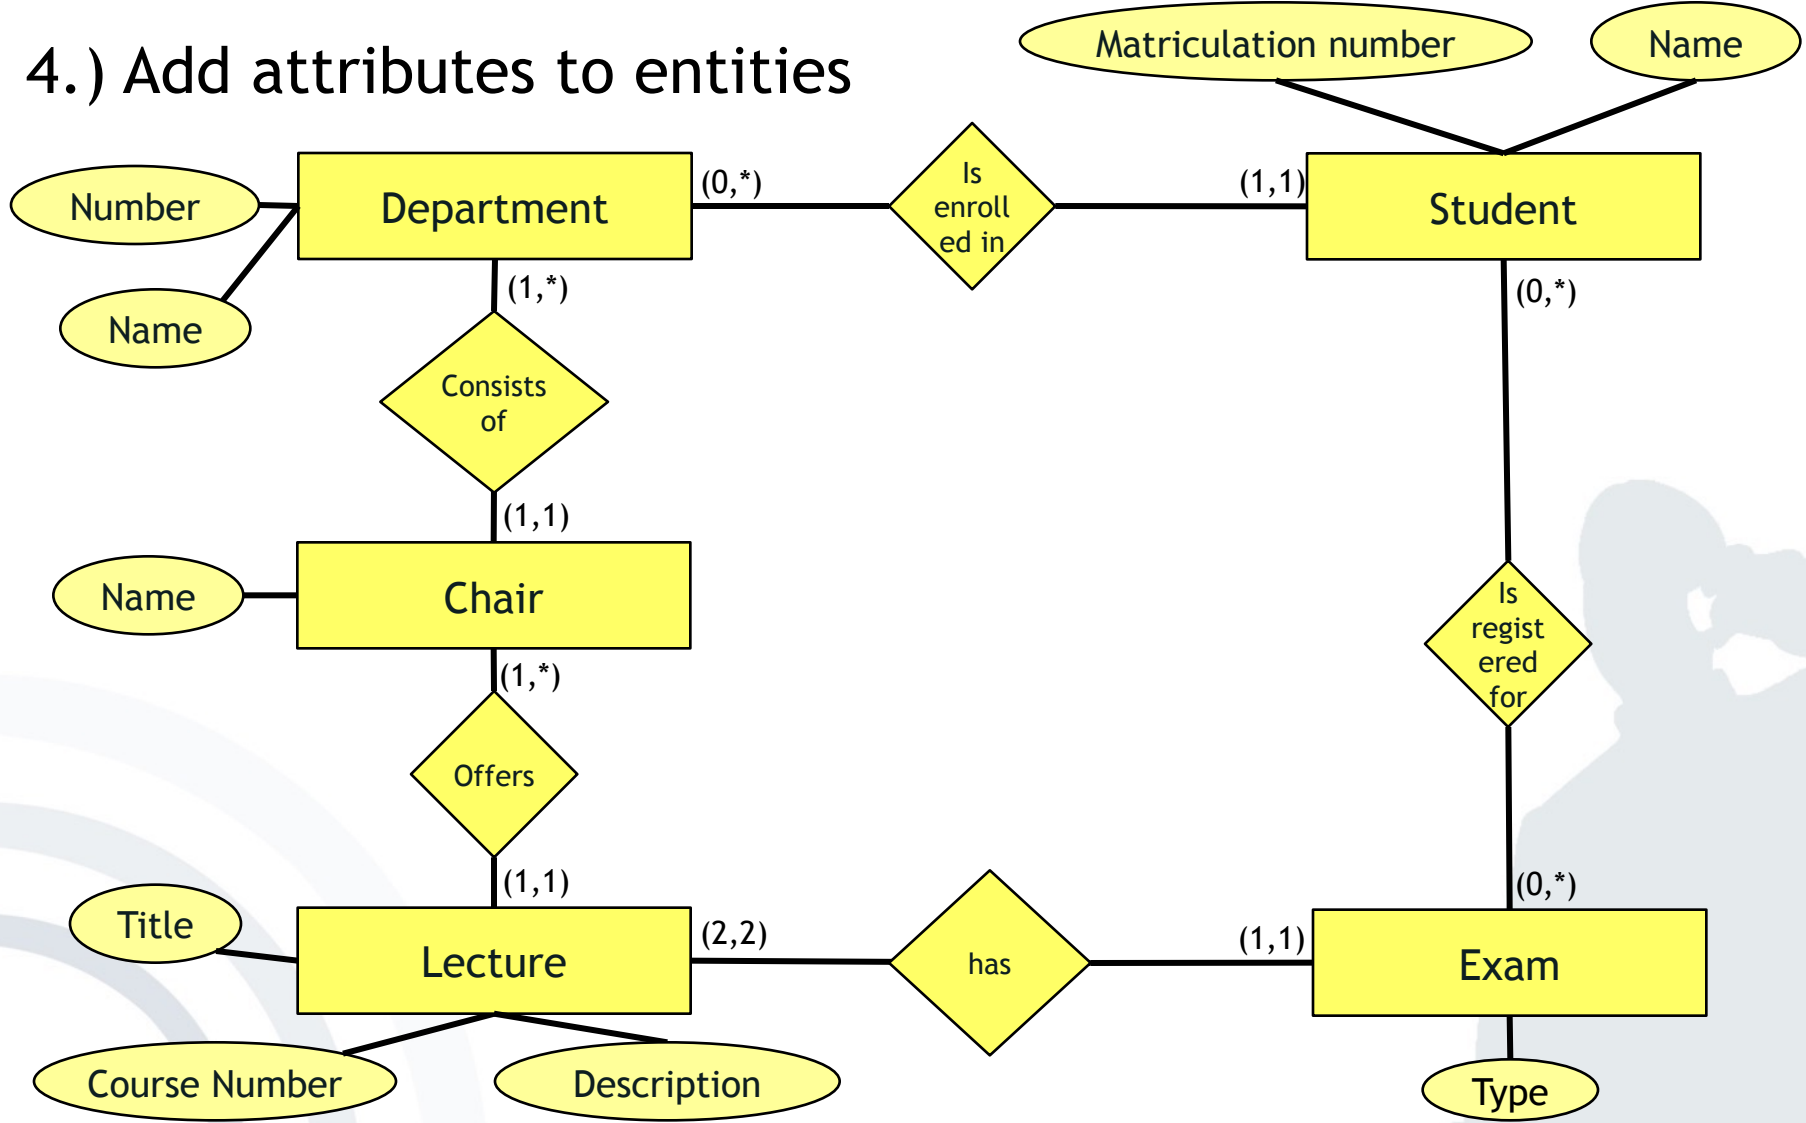 Matriculation number
Name
4.) Add attributes to entities
Number
Department
(0,*)
Is
enroll
ed in
(1,1)
Student
Name
(1,*)
(0,*)
Consists
of
(1,1)
Name
Chair
Is
regist
ered
for
(1,*)
Offers
(1,1)
(0,*)
Title
Lecture
(2,2)
has
(1,1)
Exam
Course Number
Description
Type